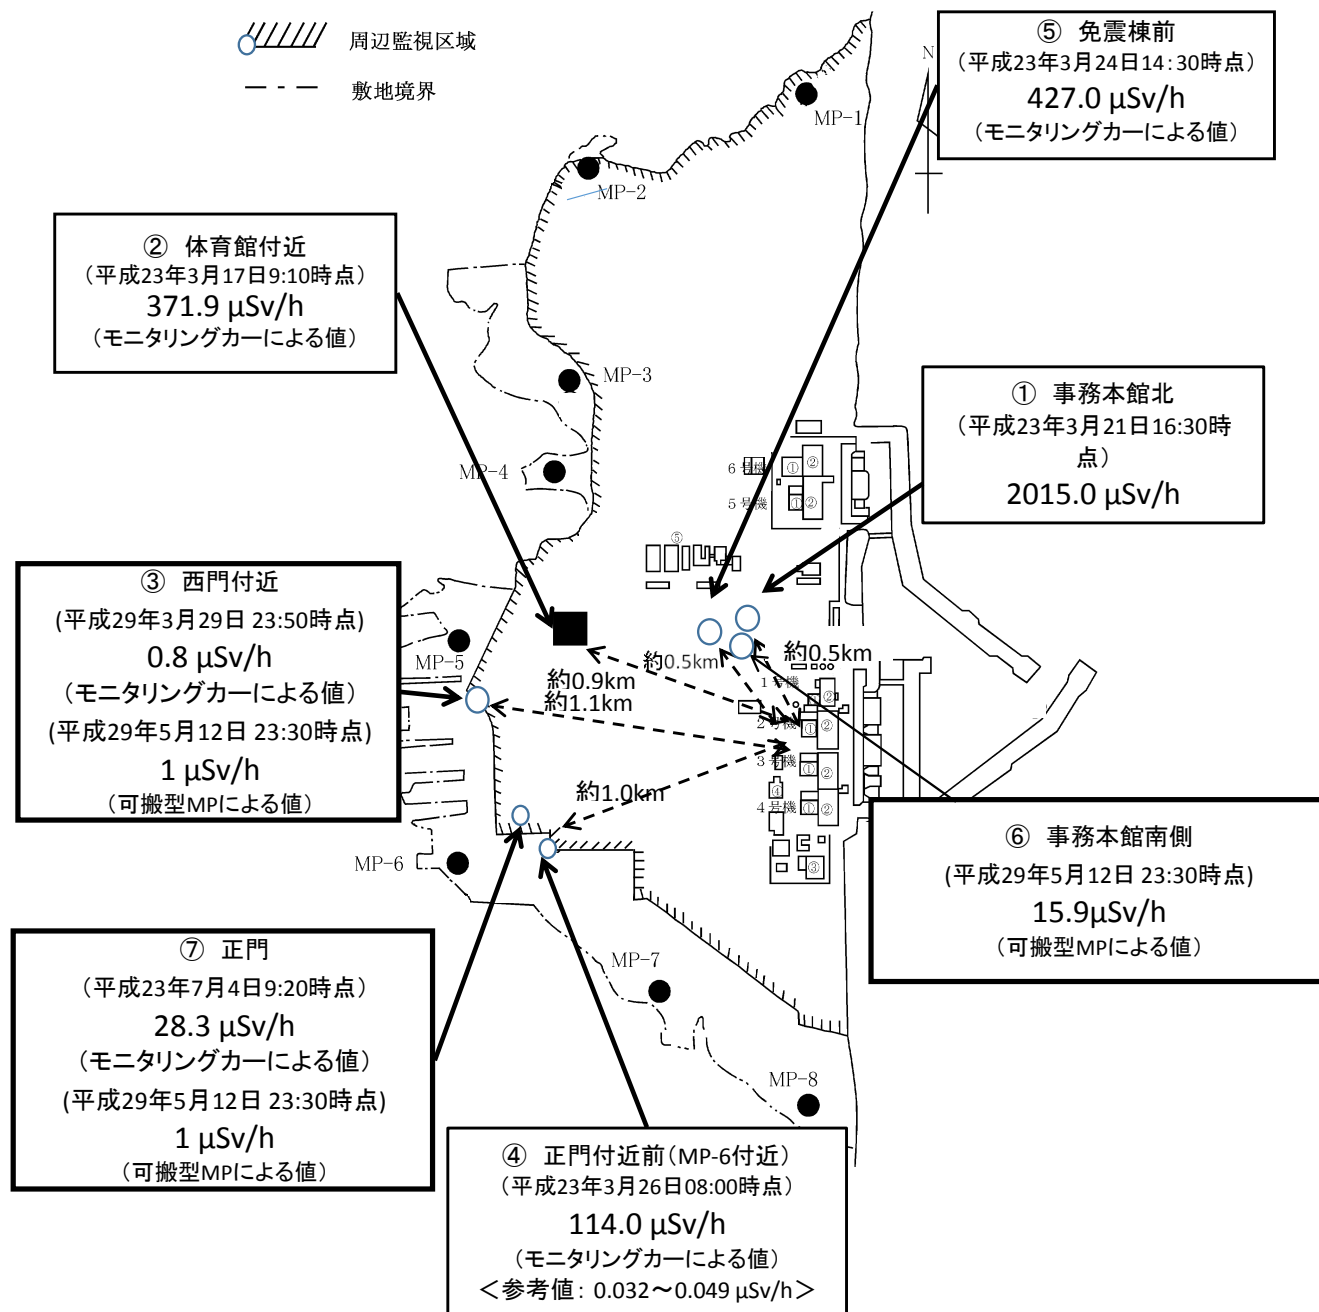 周辺監視区域
敷地境界
⑤ 免震棟前
（平成23年3月24日14:30時点）
427.0 µSv/h
（モニタリングカーによる値）
N
MP-1
MP-2
② 体育館付近
（平成23年3月17日9:10時点）
371.9 µSv/h
（モニタリングカーによる値）
MP-3
① 事務本館北
（平成23年3月21日16:30時
点）
2015.0 µSv/h
MP-4
6号機
① ②
5号機
① ②
⑤
③ 西門付近
(平成29年3月29日 23:50時点)
0.8 µSv/h
（モニタリングカーによる値）
(平成29年5月12日 23:30時点)
1 µSv/h
（可搬型MPによる値）
MP-5
約0.5km
約0.5km
約0.9km
約1.1km
1号機
②
2号機
① ②
3号機
① ②
④
約1.0km
4号機
① ②
③
MP-6
⑥ 事務本館南側
(平成29年5月12日 23:30時点)
15.9µSv/h
（可搬型MPによる値）
⑦ 正門
（平成23年7月4日9:20時点）
28.3 µSv/h
（モニタリングカーによる値）
(平成29年5月12日 23:30時点)
1 µSv/h
（可搬型MPによる値）
MP-7
MP-8
④ 正門付近前（MP-6付近）
（平成23年3月26日08:00時点）
114.0 µSv/h
（モニタリングカーによる値）
＜参考値: 0.032～0.049 µSv/h＞